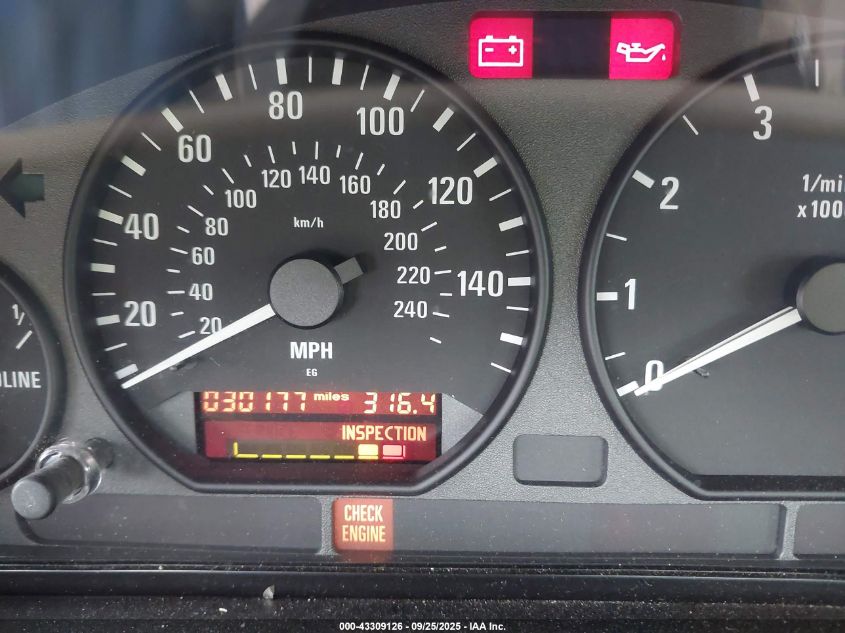 20
40
60
80
100
120
140
20
40
60
80
100
120
140
160
180
200
220
240
km/h
MPH
EG
030177 miles 316.4
INSPECTION
CHECK
ENGINE
0
1
2
3
1/mi
x100
1/
LINE
000-43309126 - 09/25/2025 - IAA Inc.